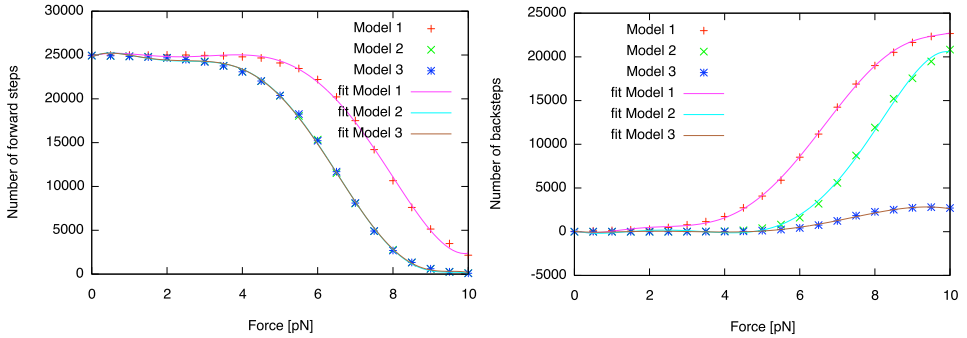 30000
25000
20000
15000
10000
5000
0
Number of forward steps
0 2 4 6 8 10
Force [pN]
Model 1
Model 2
Model 3
fit Model 1
fit Model 2
fit Model 3
25000
20000
15000
10000
5000
0
-5000
Number of backsteps
0 2 4 6 8 10
Force [pN]
Model 1
Model 2
Model 3
fit Model 1
fit Model 2
fit Model 3